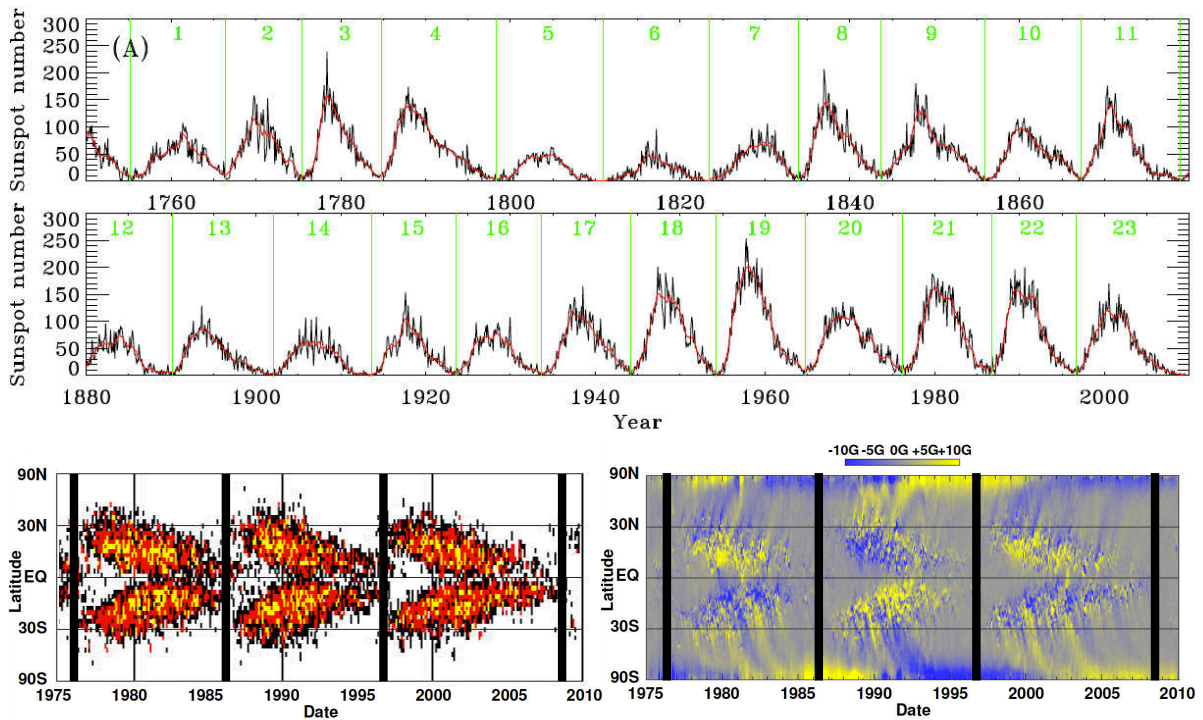 300 250 200 150 100 50 0
Sunspot number
(A)
1 2 3 4 5 6 7 8 9 10 11
1760 1780 1800 1820 1840 1860
300 250 200 150 100 50 0
Sunspot number
12 13 14 15 16 17 18 19 20 21 22 23
1880 1900 1920 1940 1960 1980 2000
Year
90N
30N
EQ
30S
90S
Latitude
1975 1980 1985 1990 1995 2000 2005 2010
Date
-10G -5G 0G +5G+10G
90N
30N
EQ
30S
90S
Latitude
1975 1980 1985 1990 1995 2000 2005 2010
Date